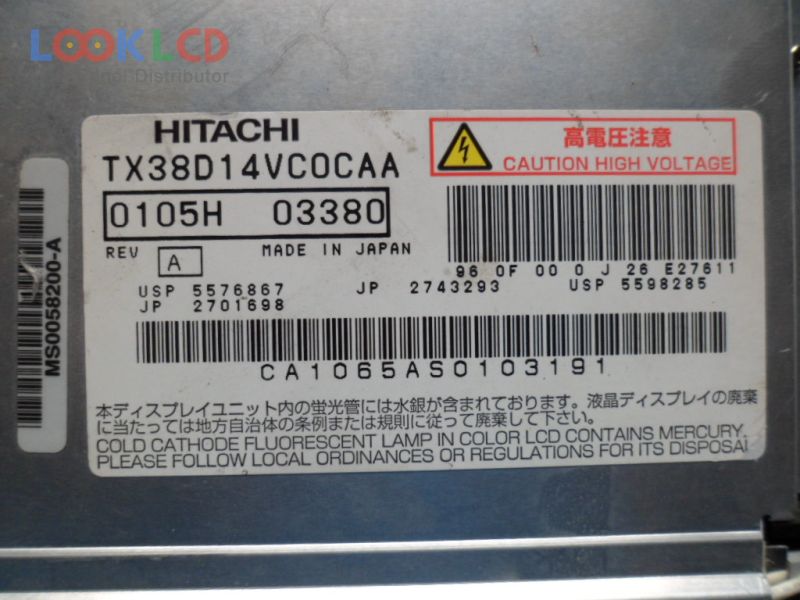 LOOK LCD
Distributor
HITACHI
TX38D14VC0CAA
高電圧注意
CAUTION HIGH VOLTAGE
0105H 03380
REV A MADE IN JAPAN
96 0F 00 0 J 26 E27611
USP 5576867 JP 2743293 USP 5598285
JP 2701698
CA1065AS0103191
本ディスプレイユニット内の蛍光管には水銀が含まれております。液晶ディスプレイの廃棄
に当たっては地方自治体の条例または規則に従って廃棄して下さい。
COLD CATHODE FLUORESCENT LAMP IN COLOR LCD CONTAINS MERCURY.
PLEASE FOLLOW LOCAL ORDINANCES OR REGULATIONS FOR ITS DISPOSAL
MS0058200-A